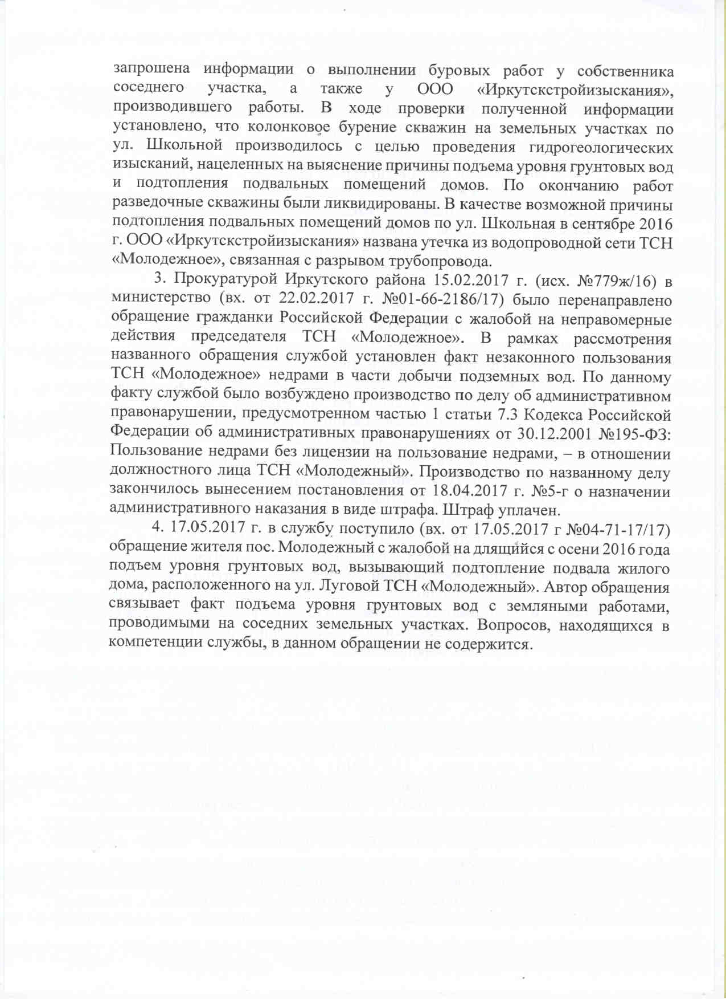 запрошена информации о выполнении буровых работ у собственника
соседнего участка, а также у ООО «Иркутскстройизыскания»,
производившего работы. В ходе проверки полученной информации
установлено, что колонковое бурение скважин на земельных участках по
ул. Школьной производилось с целью проведения гидрогеологических
изысканий, нацеленных на выяснение причины подъема уровня грунтовых вод
и подтопления подвальных помещений домов. По окончанию работ
разведочные скважины были ликвидированы. В качестве возможной причины
подтопления подвальных помещений домов по ул. Школьная в сентябре 2016
г. ООО «Иркутскстройизыскания» названа утечка из водопроводной сети ТСН
«Молодежное», связанная с разрывом трубопровода.
3. Прокуратурой Иркутского района 15.02.2017 г. (исх. №779ж/16) в
министерство (вх. от 22.02.2017 г. №01-66-2186/17) было перенаправлено
обращение гражданки Российской Федерации с жалобой на неправомерные
действия председателя ТСН «Молодежное». В рамках рассмотрения
названного обращения службой установлен факт незаконного пользования
ТСН «Молодежное» недрами в части добычи подземных вод. По данному
факту службой было возбуждено производство по делу об административном
правонарушении, предусмотренном частью 1 статьи 7.3 Кодекса Российской
Федерации об административных правонарушениях от 30.12.2001 №195-ФЗ:
Пользование недрами без лицензии на пользование недрами, – в отношении
должностного лица ТСН «Молодежный». Производство по названному делу
закончилось вынесением постановления от 18.04.2017 г. №5-г о назначении
административного наказания в виде штрафа. Штраф уплачен.
4. 17.05.2017 г. в службу поступило (вх. от 17.05.2017 г №04-71-17/17)
обращение жителя пос. Молодежный с жалобой на длящийся с осени 2016 года
подъем уровня грунтовых вод, вызывающий подтопление подвала жилого
дома, расположенного на ул. Луговой ТСН «Молодежный». Автор обращения
связывает факт подъема уровня грунтовых вод с земляными работами,
проводимыми на соседних земельных участках. Вопросов, находящихся в
компетенции службы, в данном обращении не содержится.